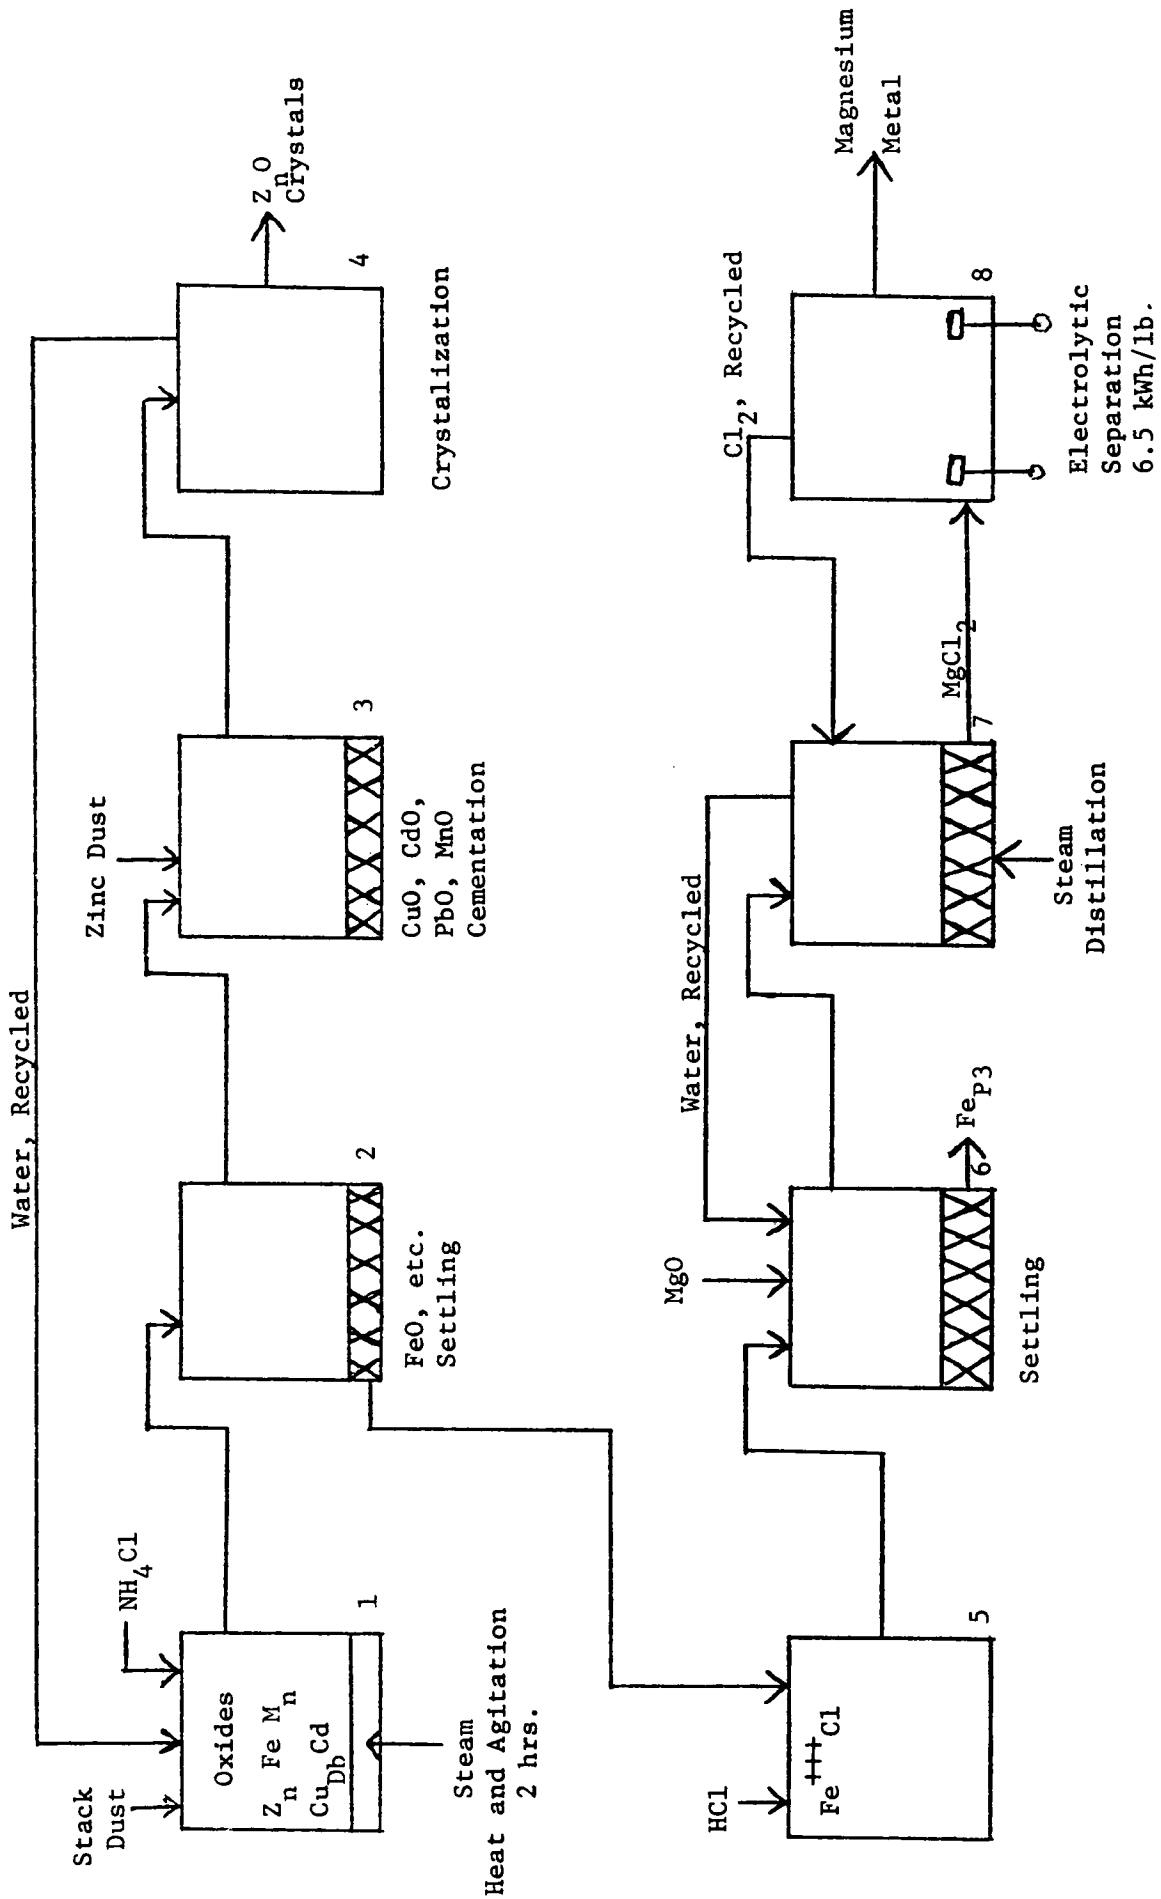 Water, Recycled
Stack
Dust
NH4Cl
Oxides
Zn Fe Mn
Cu Db Cd
1
Steam
Heat and Agitation
2 hrs.
2
FeO, etc.
Settling
Zinc Dust
3
CuO, CdO,
PbO, MnO
Cementation
4
Crystalization
ZnO
Crystals
HCl
Fe+++Cl
5
MgO
Water, Recycled
6
FeP3
Settling
7
Steam
Distillation
MgCl2
Cl2, Recycled
8
Electrolytic
Separation
6.5 kWh/lb.
Magnesium
Metal